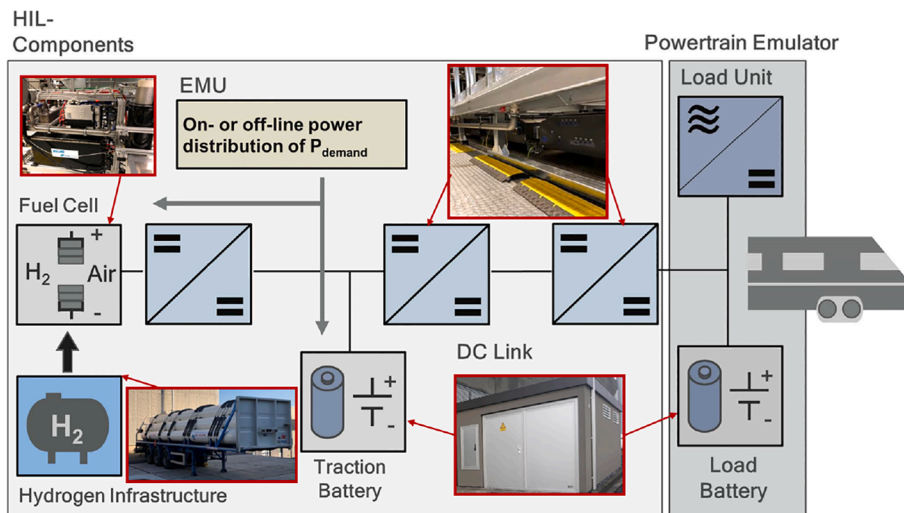 HIL-
Components
Powertrain Emulator
EMU
Load Unit
On- or off-line power
distribution of P_demand
Fuel Cell
+
H₂ Air
-
DC Link
+
-
+
-
H₂
Traction
Battery
Load
Battery
Hydrogen Infrastructure